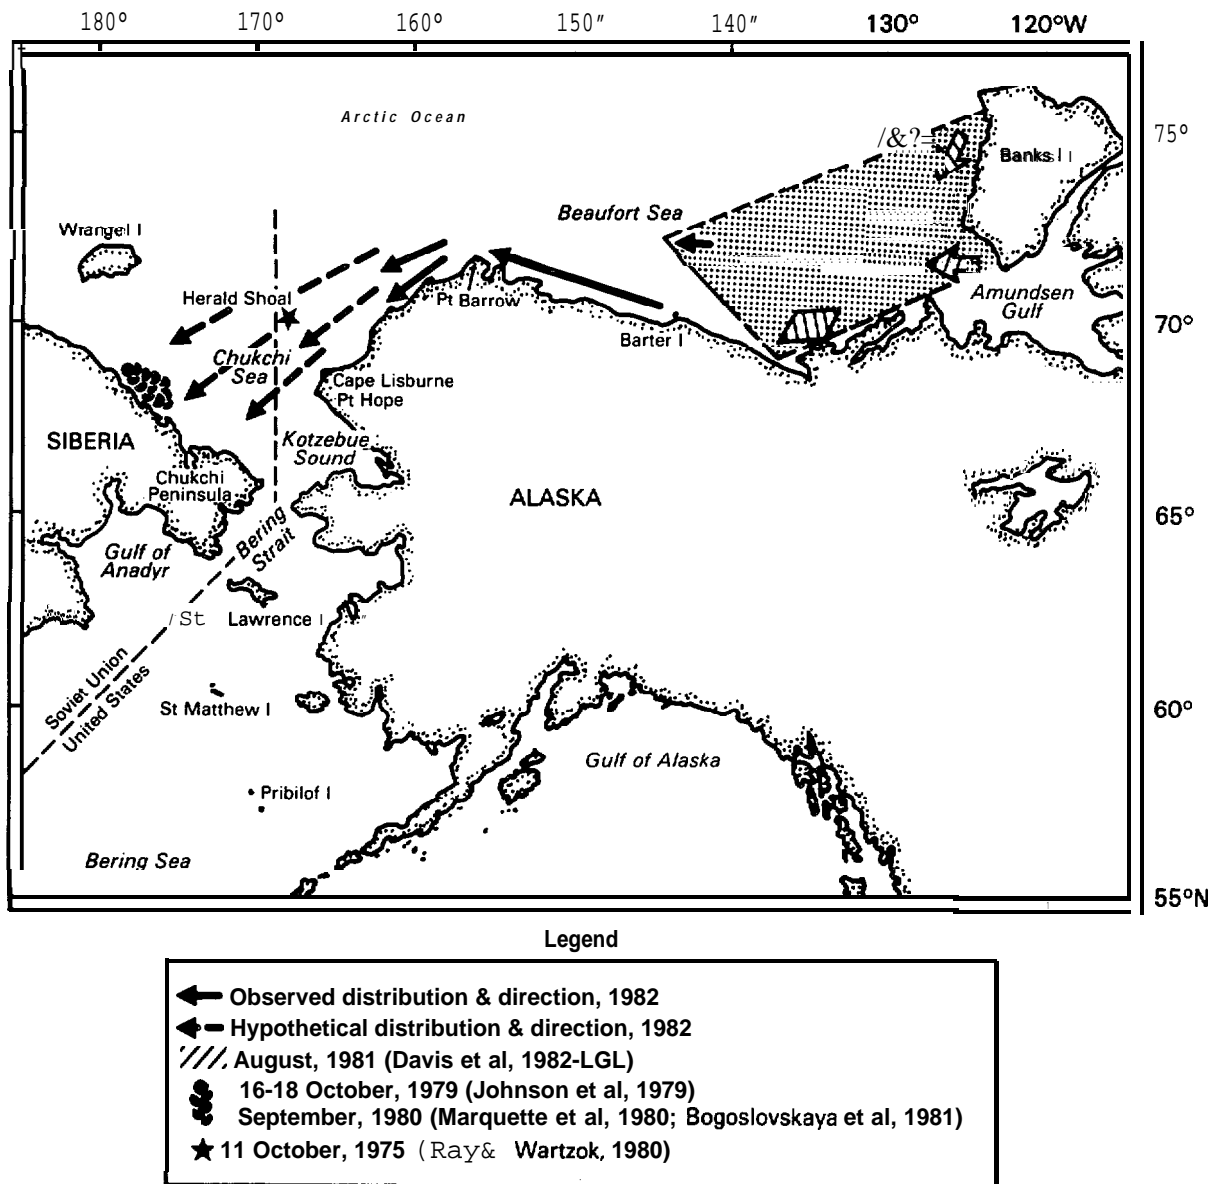 180° 170° 160° 150″ 140″ 130° 120°W
Arctic Ocean
75°
/&?=
Banks I
Beaufort Sea
Wrangel I
Herald Shoal
Pt Barrow
Amundsen
Gulf
70°
Barter I
Chukchi
Sea
Cape Lisburne
Pt Hope
SIBERIA
Kotzebue
Sound
Chukchi
Peninsula
ALASKA
65°
Bering
Strait
Gulf of
Anadyr
/St Lawrence I
Soviet Union
United States
St Matthew I
60°
Gulf of Alaska
Pribilof I
Bering Sea
55°N
Legend
Observed distribution & direction, 1982
Hypothetical distribution & direction, 1982
August, 1981 (Davis et al, 1982-LGL)
16-18 October, 1979 (Johnson et al, 1979)
September, 1980 (Marquette et al, 1980; Bogoslovskaya et al, 1981)
11 October, 1975 (Ray& Wartzok, 1980)